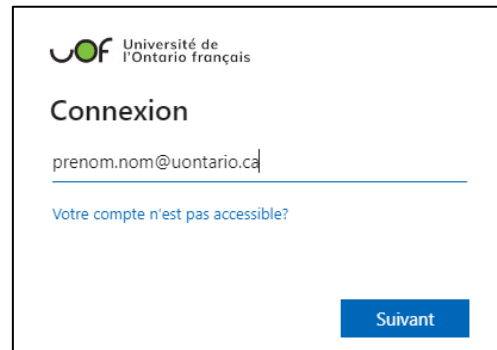 UOF Université de
l'Ontario français
Connexion
prenom.nom@uontario.ca
Votre compte n'est pas accessible?
Suivant